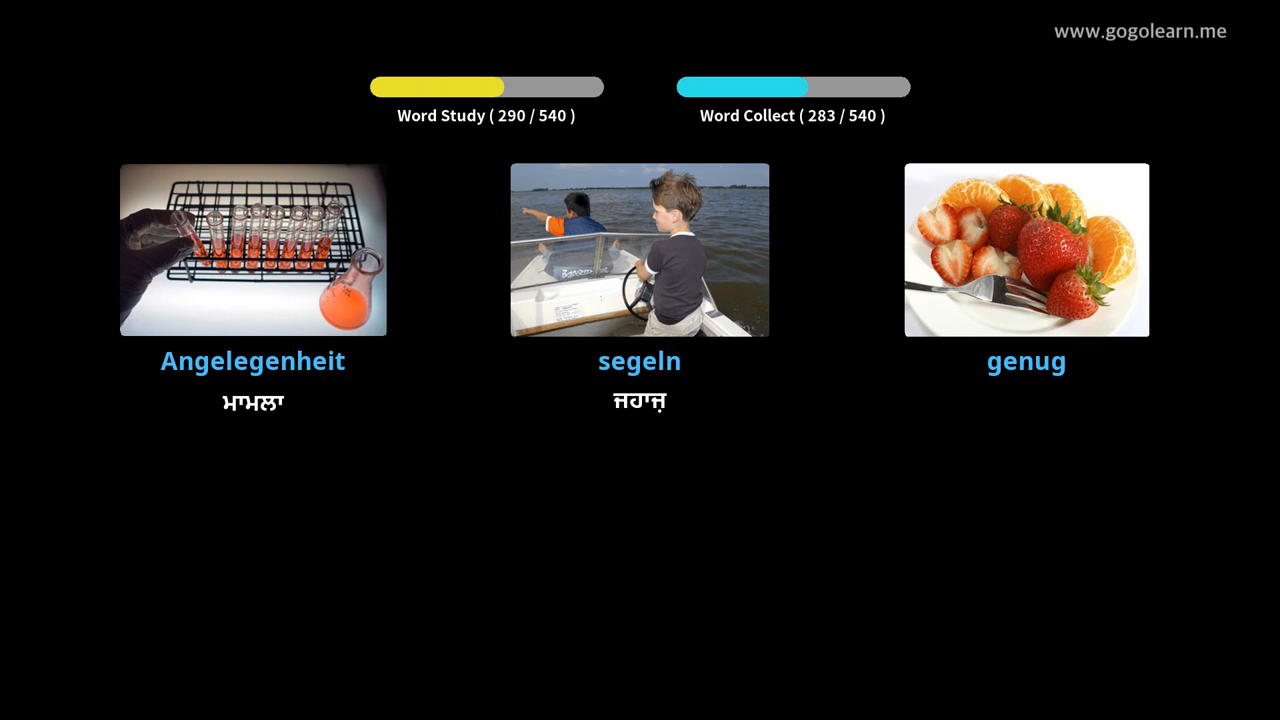 www.gogolearn.me
Word Study ( 290 / 540 )
Word Collect ( 283 / 540 )
Angelegenheit
segeln
genug
ਮਾਮਲਾ
ਜਹਾਜ਼